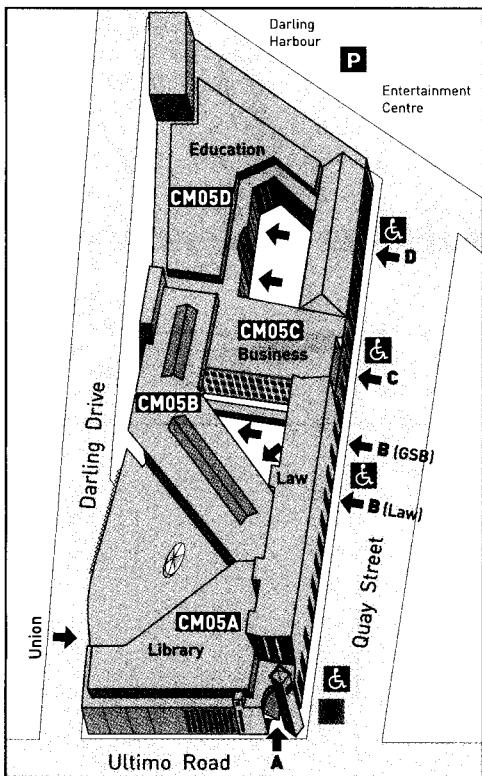 Darling
Harbour
P
Entertainment
Centre
Education
CM05D
D
CM05C
Business
C
CM05B
B (GSB)
Law
B (Law)
Darling Drive
Quay Street
CM05A
Library
Union
Ultimo Road
A